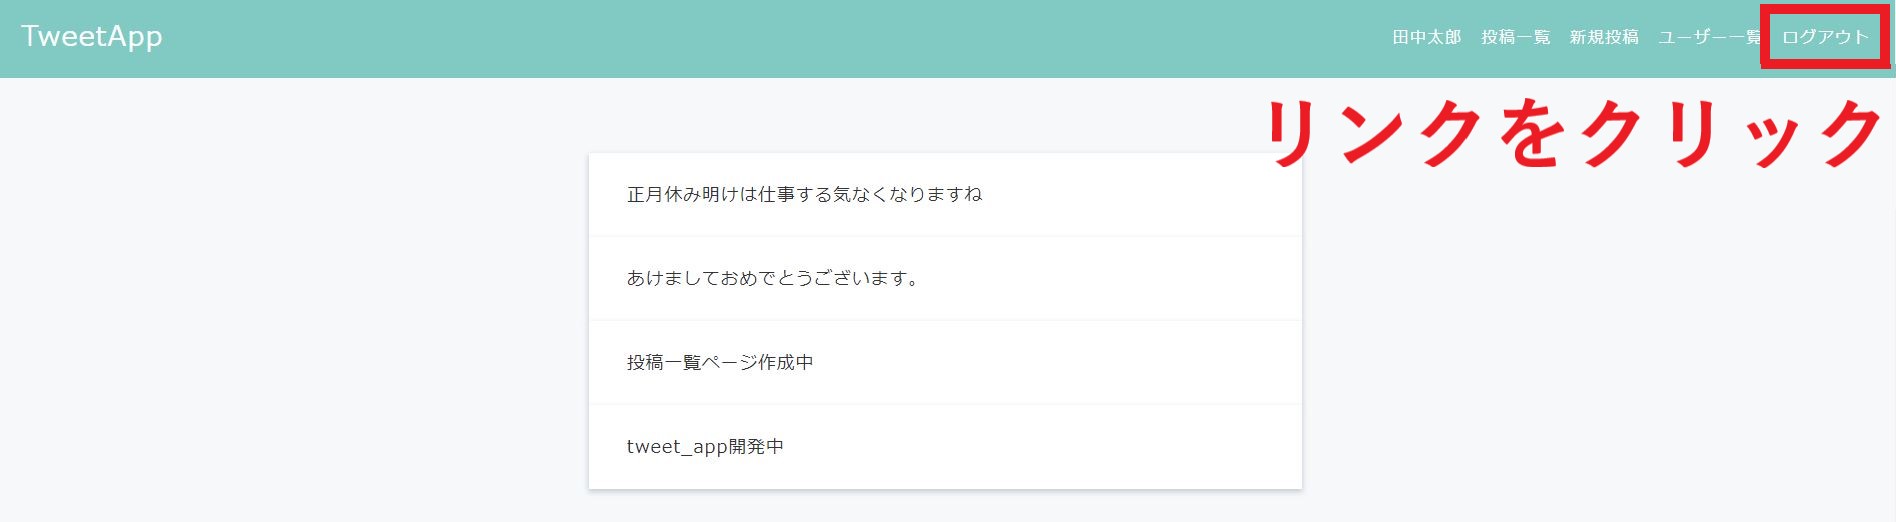 TweetApp
田中太郎 投稿一覧 新規投稿 ユーザー一覧 ログアウト
リンクをクリック
正月休み明けは仕事する気なくなりますね
あけましておめでとうございます。
投稿一覧ページ作成中
tweet_app開発中